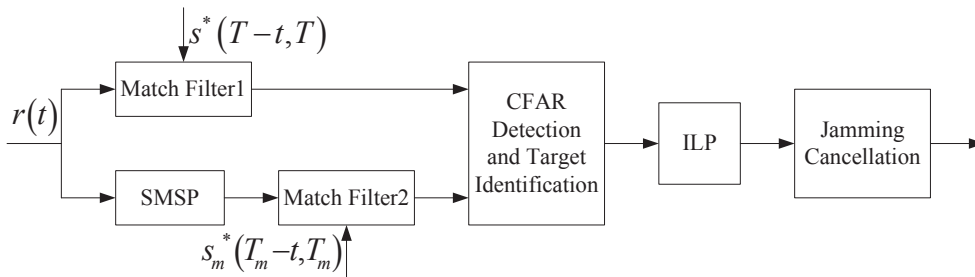 s*(T−t,T)
Match Filter1
r(t)
CFAR
Detection
and Target
Identification
ILP
Jamming
Cancellation
SMSP
Match Filter2
s_m*(T_m−t,T_m)